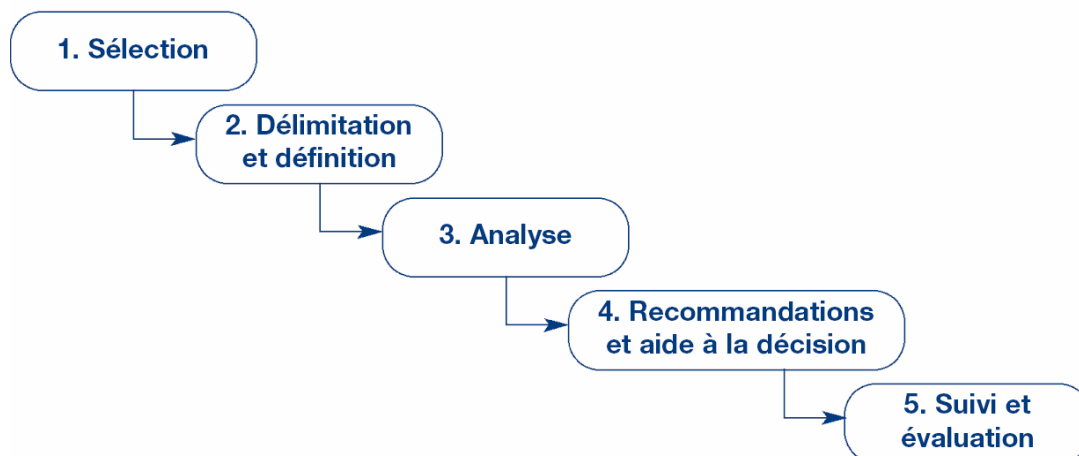 1. Sélection
2. Délimitation
et définition
3. Analyse
4. Recommandations
et aide à la décision
5. Suivi et
évaluation